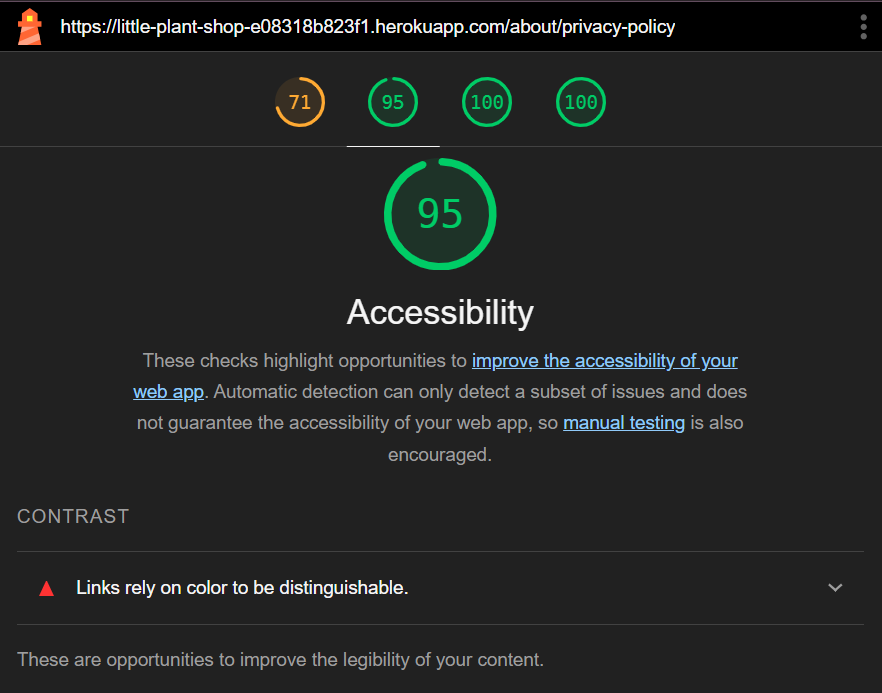 https://little-plant-shop-e08318b823f1.herokuapp.com/about/privacy-policy
71 95 100 100
95
Accessibility
These checks highlight opportunities to improve the accessibility of your
web app. Automatic detection can only detect a subset of issues and does
not guarantee the accessibility of your web app, so manual testing is also
encouraged.
CONTRAST
Links rely on color to be distinguishable.
These are opportunities to improve the legibility of your content.